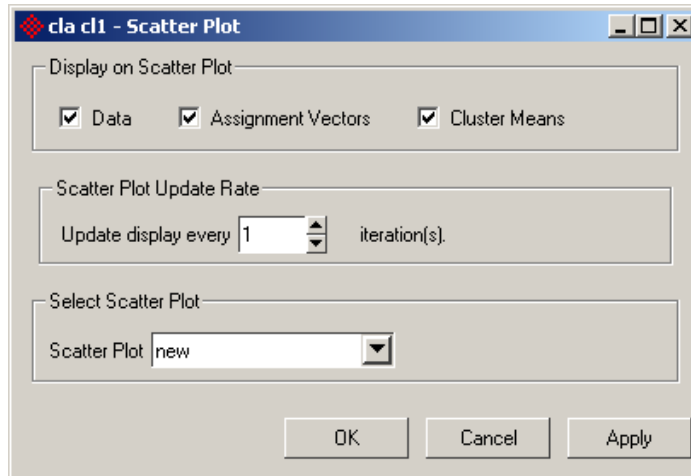 cla cl1 - Scatter Plot
Display on Scatter Plot
Data Assignment Vectors Cluster Means
Scatter Plot Update Rate
Update display every 1 iteration(s).
Select Scatter Plot
Scatter Plot new
OK Cancel Apply